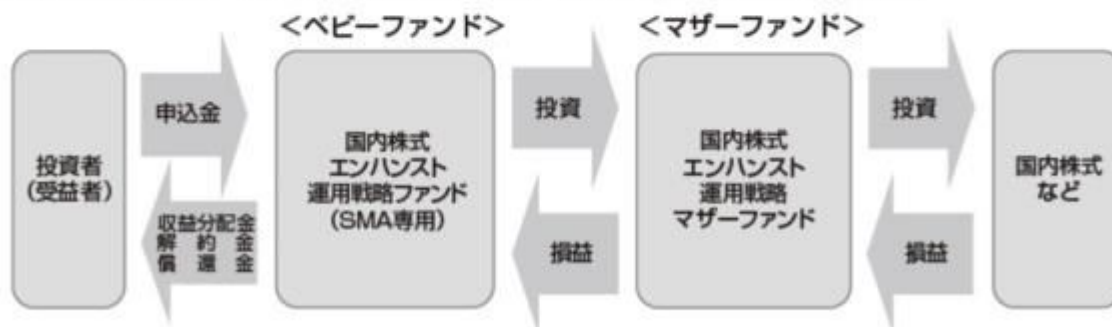 ＜ベビーファンド＞
＜マザーファンド＞
投資者
(受益者)
申込金
収益分配金
解約金
償還金
国内株式
エンハンスト
運用戦略ファンド
(SMA専用)
投資
損益
国内株式
エンハンスト
運用戦略
マザーファンド
投資
損益
国内株式
など